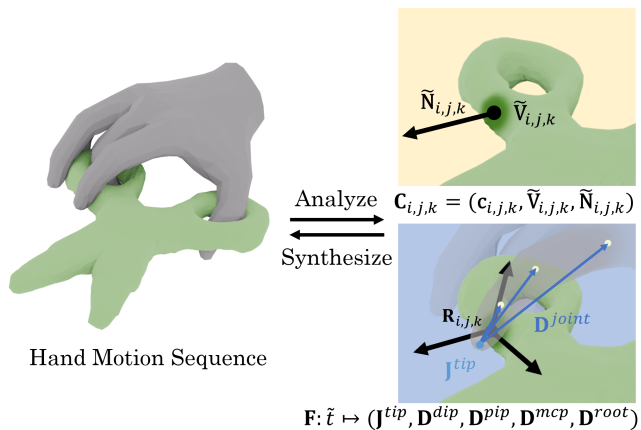 Ñ_{i,j,k} Ṽ_{i,j,k}
Analyze
C_{i,j,k} = (c_{i,j,k}, Ṽ_{i,j,k}, Ñ_{i,j,k})
Synthesize
R_{i,j,k}
D^{joint}
J^{tip}
Hand Motion Sequence
F: t̃ ↦ (J^{tip}, D^{dip}, D^{pip}, D^{mcp}, D^{root})